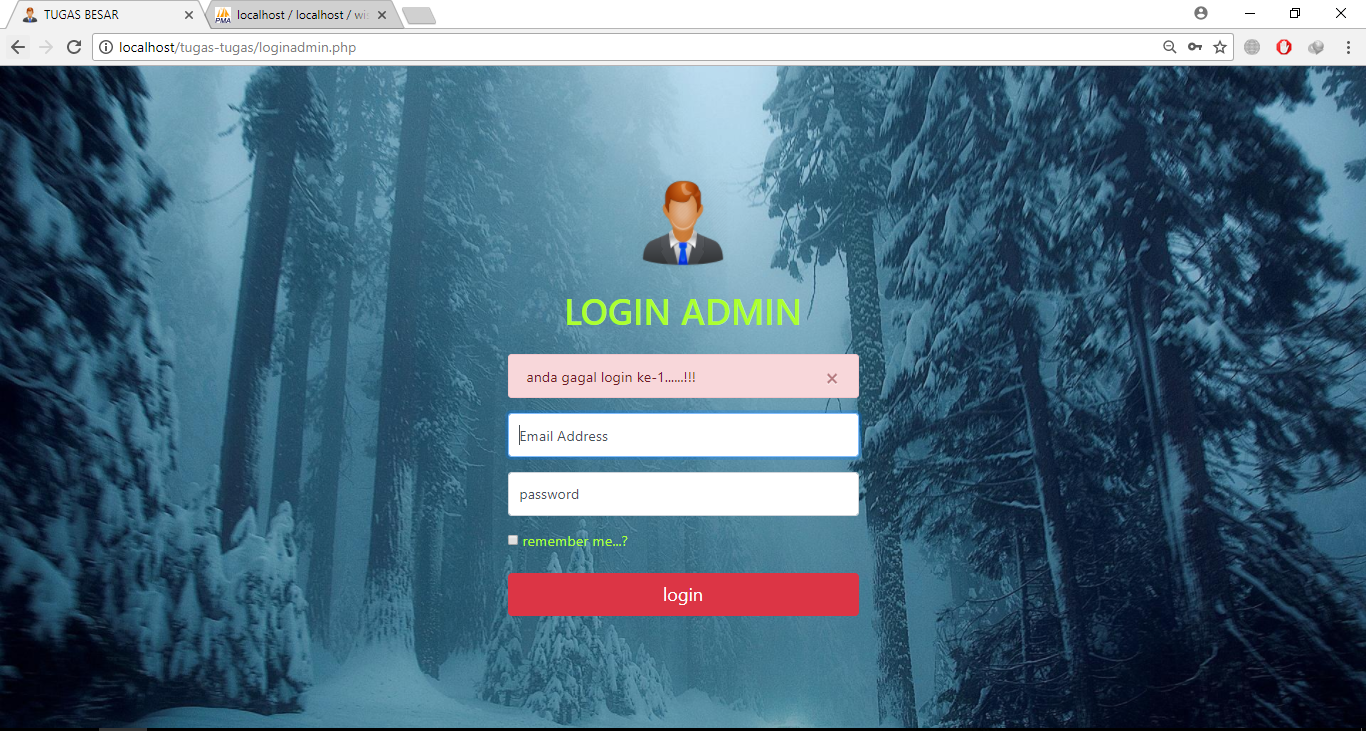 TUGAS BESAR
localhost / localhost / wis
localhost/tugas-tugas/loginadmin.php
LOGIN ADMIN
anda gagal login ke-1......!!!
×
Email Address
password
remember me...?
login